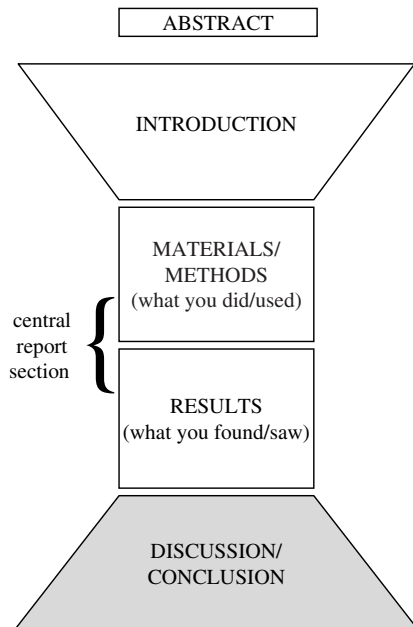 ABSTRACT
INTRODUCTION
MATERIALS/
METHODS
(what you did/used)
central
report
section
RESULTS
(what you found/saw)
DISCUSSION/
CONCLUSION